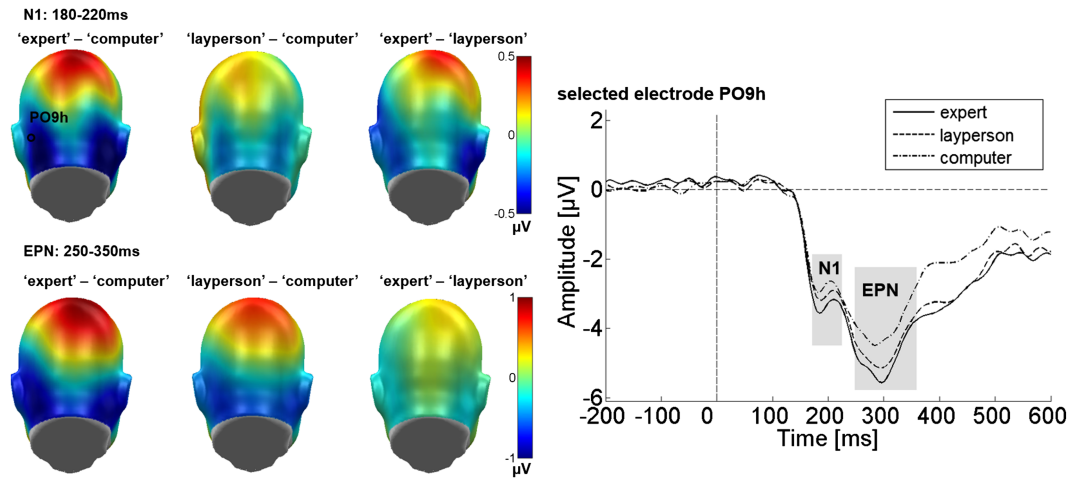 N1: 180-220ms
‘expert’ – ‘computer’ ‘layperson’ – ‘computer’ ‘expert’ – ‘layperson’
0.5
PO9h
0
-0.5
µV
EPN: 250-350ms
‘expert’ – ‘computer’ ‘layperson’ – ‘computer’ ‘expert’ – ‘layperson’
1
0
-1
µV
selected electrode PO9h
expert
layperson
computer
2
0
-2
-4
-6
Amplitude [µV]
N1
EPN
-200 -100 0 100 200 300 400 500 600
Time [ms]